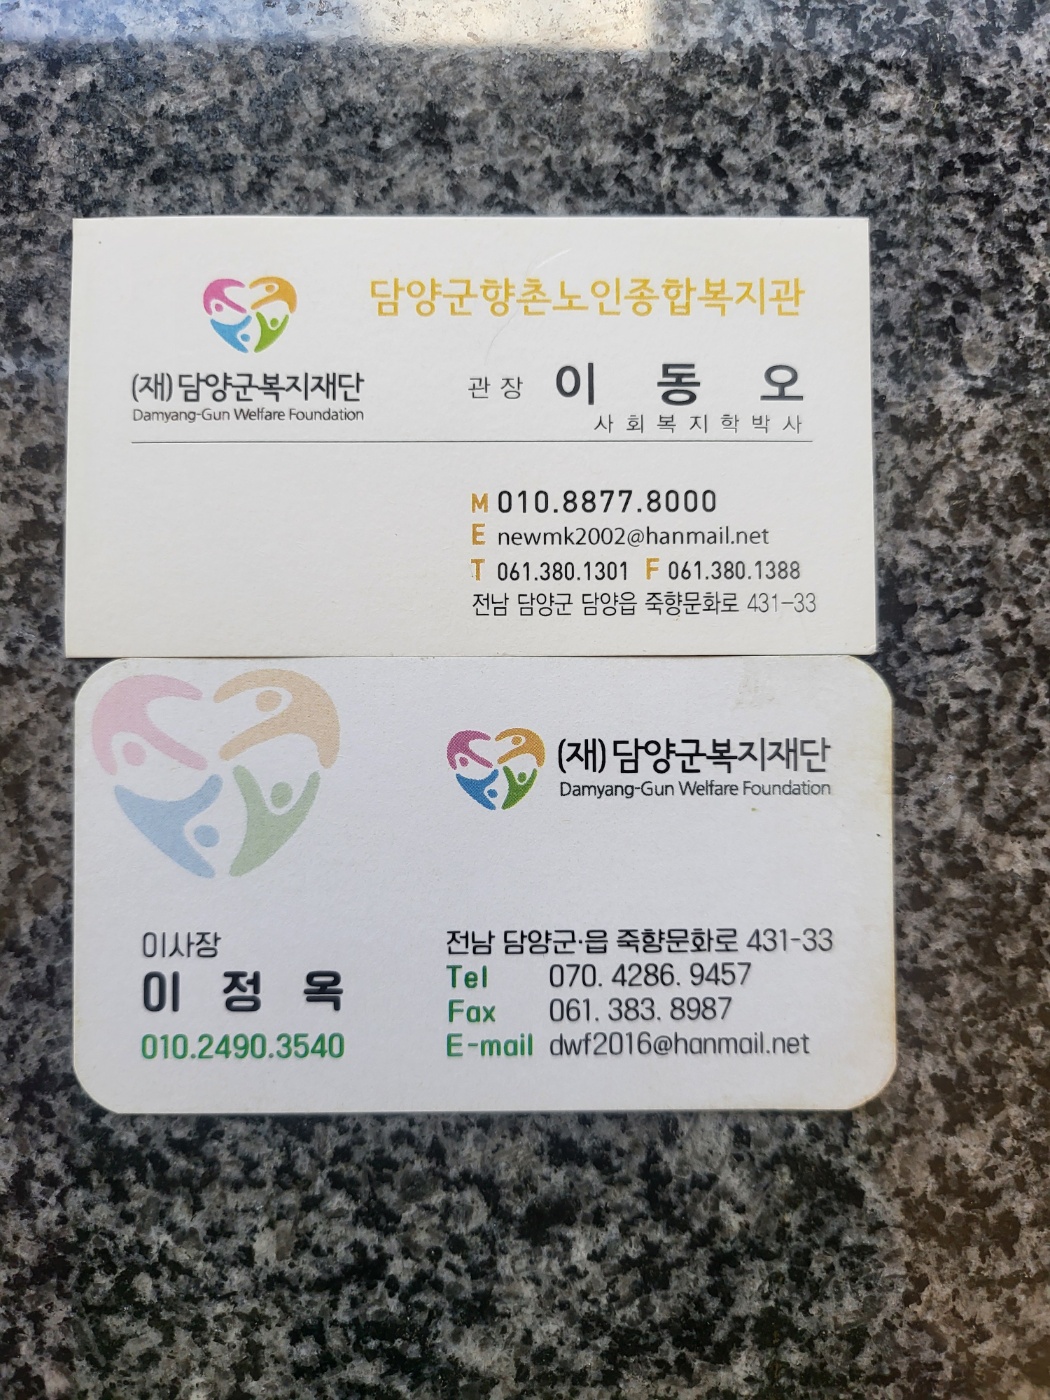 담양군향촌노인종합복지관
(재)담양군복지재단
Damyang-Gun Welfare Foundation
관장 이동오
사회복지학박사
M 010.8877.8000
E newmk2002@hanmail.net
T 061.380.1301 F 061.380.1388
전남 담양군 담양읍 죽향문화로 431-33
(재)담양군복지재단
Damyang-Gun Welfare Foundation
이사장
이정옥
010.2490.3540
전남 담양군·읍 죽향문화로 431-33
Tel 070. 4286. 9457
Fax 061. 383. 8987
E-mail dwf2016@hanmail.net